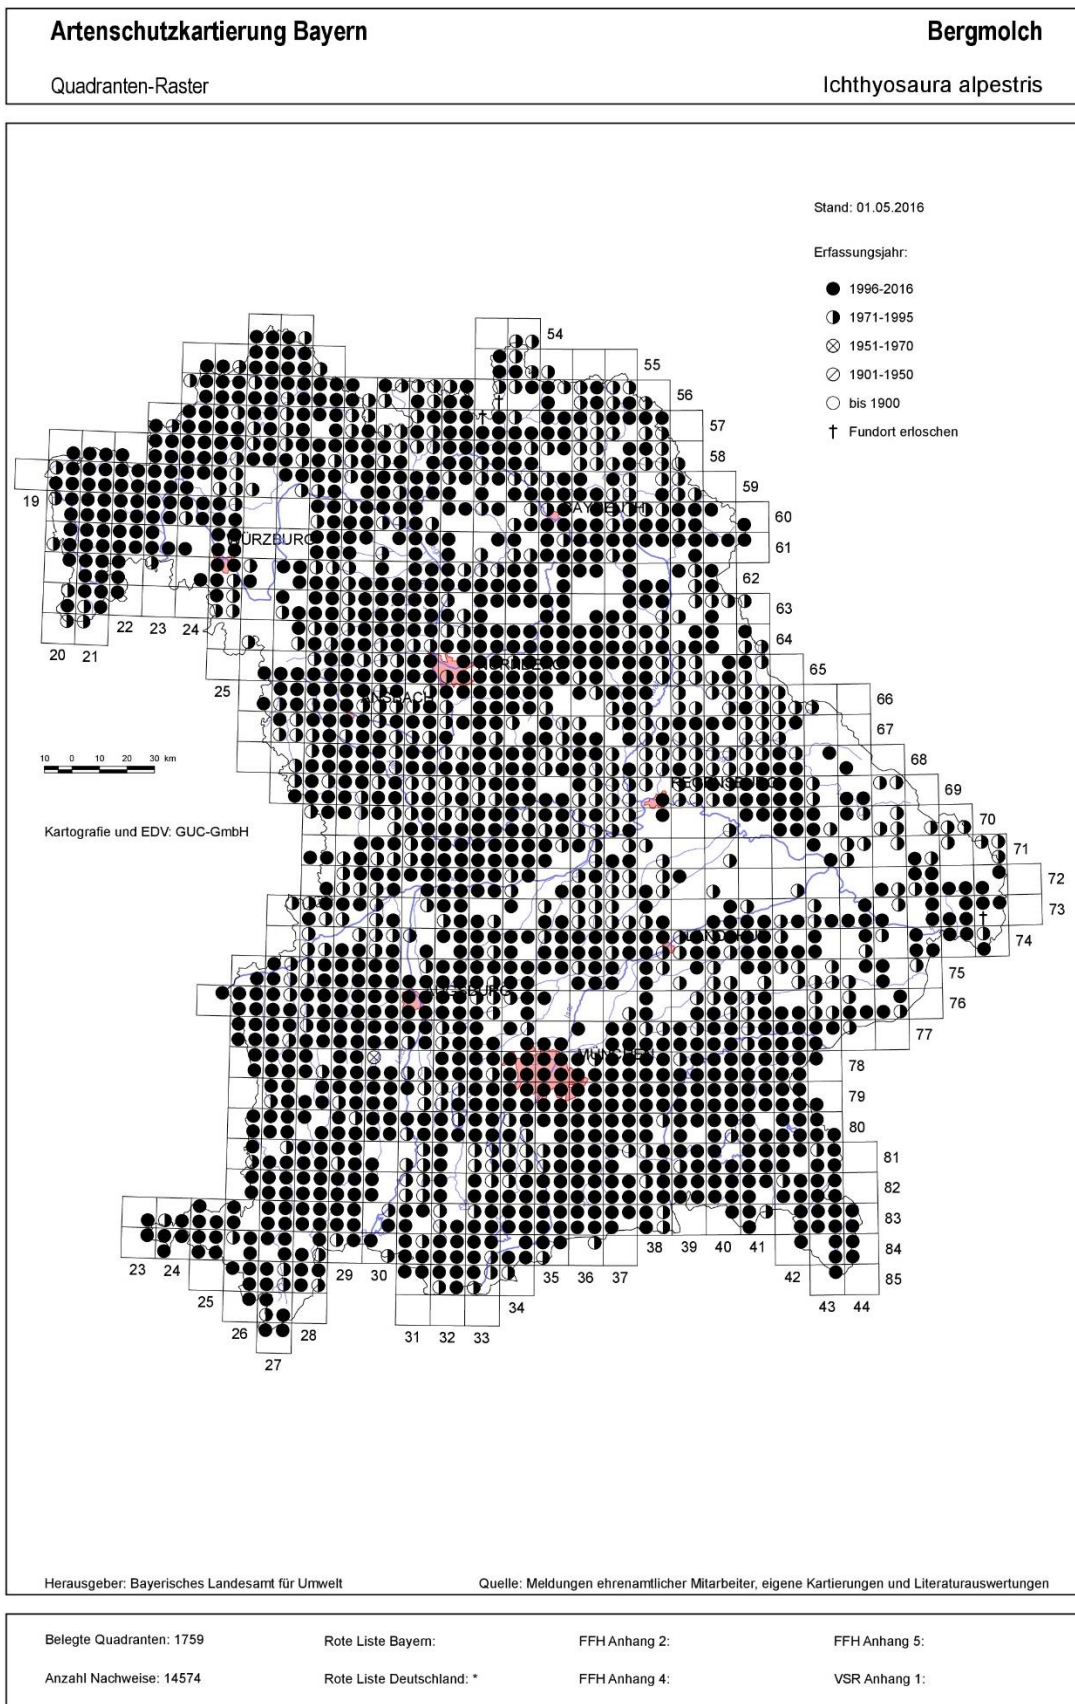 Artenschutzkartierung Bayern
Bergmolch
Quadranten-Raster
Ichthyosaura alpestris
Stand: 01.05.2016
Erfassungsjahr:
1996-2016
1971-1995
1951-1970
1901-1950
bis 1900
† Fundort erloschen
54
55
56
57
58
59
19
60
BAYREUTH
61
WÜRZBURG
62
63
22 23 24
64
20 21
65
NÜRNBERG
25
66
ANSBACH
67
68
10 0 10 20 30 km
69
REGENSBURG
70
Kartografie und EDV: GUC-GmbH
71
72
73
74
LANDSHUT
75
AUGSBURG
76
77
MÜNCHEN
78
79
80
81
82
83
38 39 40 41
84
23 24
29 30
35 36 37
42
85
25
34
43 44
26
28
31 32 33
27
Herausgeber: Bayerisches Landesamt für Umwelt
Quelle: Meldungen ehrenamtlicher Mitarbeiter, eigene Kartierungen und Literaturauswertungen
Belegte Quadranten: 1759
Rote Liste Bayern:
FFH Anhang 2:
FFH Anhang 5:
Anzahl Nachweise: 14574
Rote Liste Deutschland: *
FFH Anhang 4:
VSR Anhang 1: